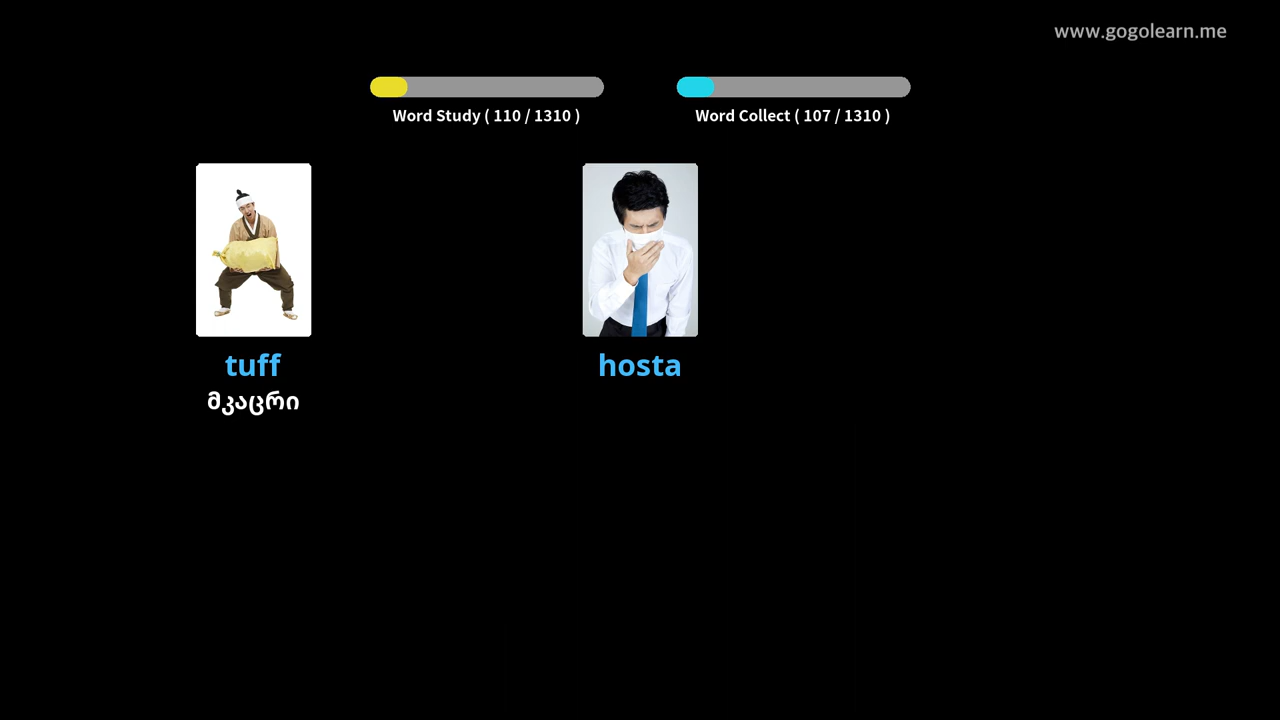 www.gogolearn.me
Word Study ( 110 / 1310 )
Word Collect ( 107 / 1310 )
tuff
hosta
მკაცრი